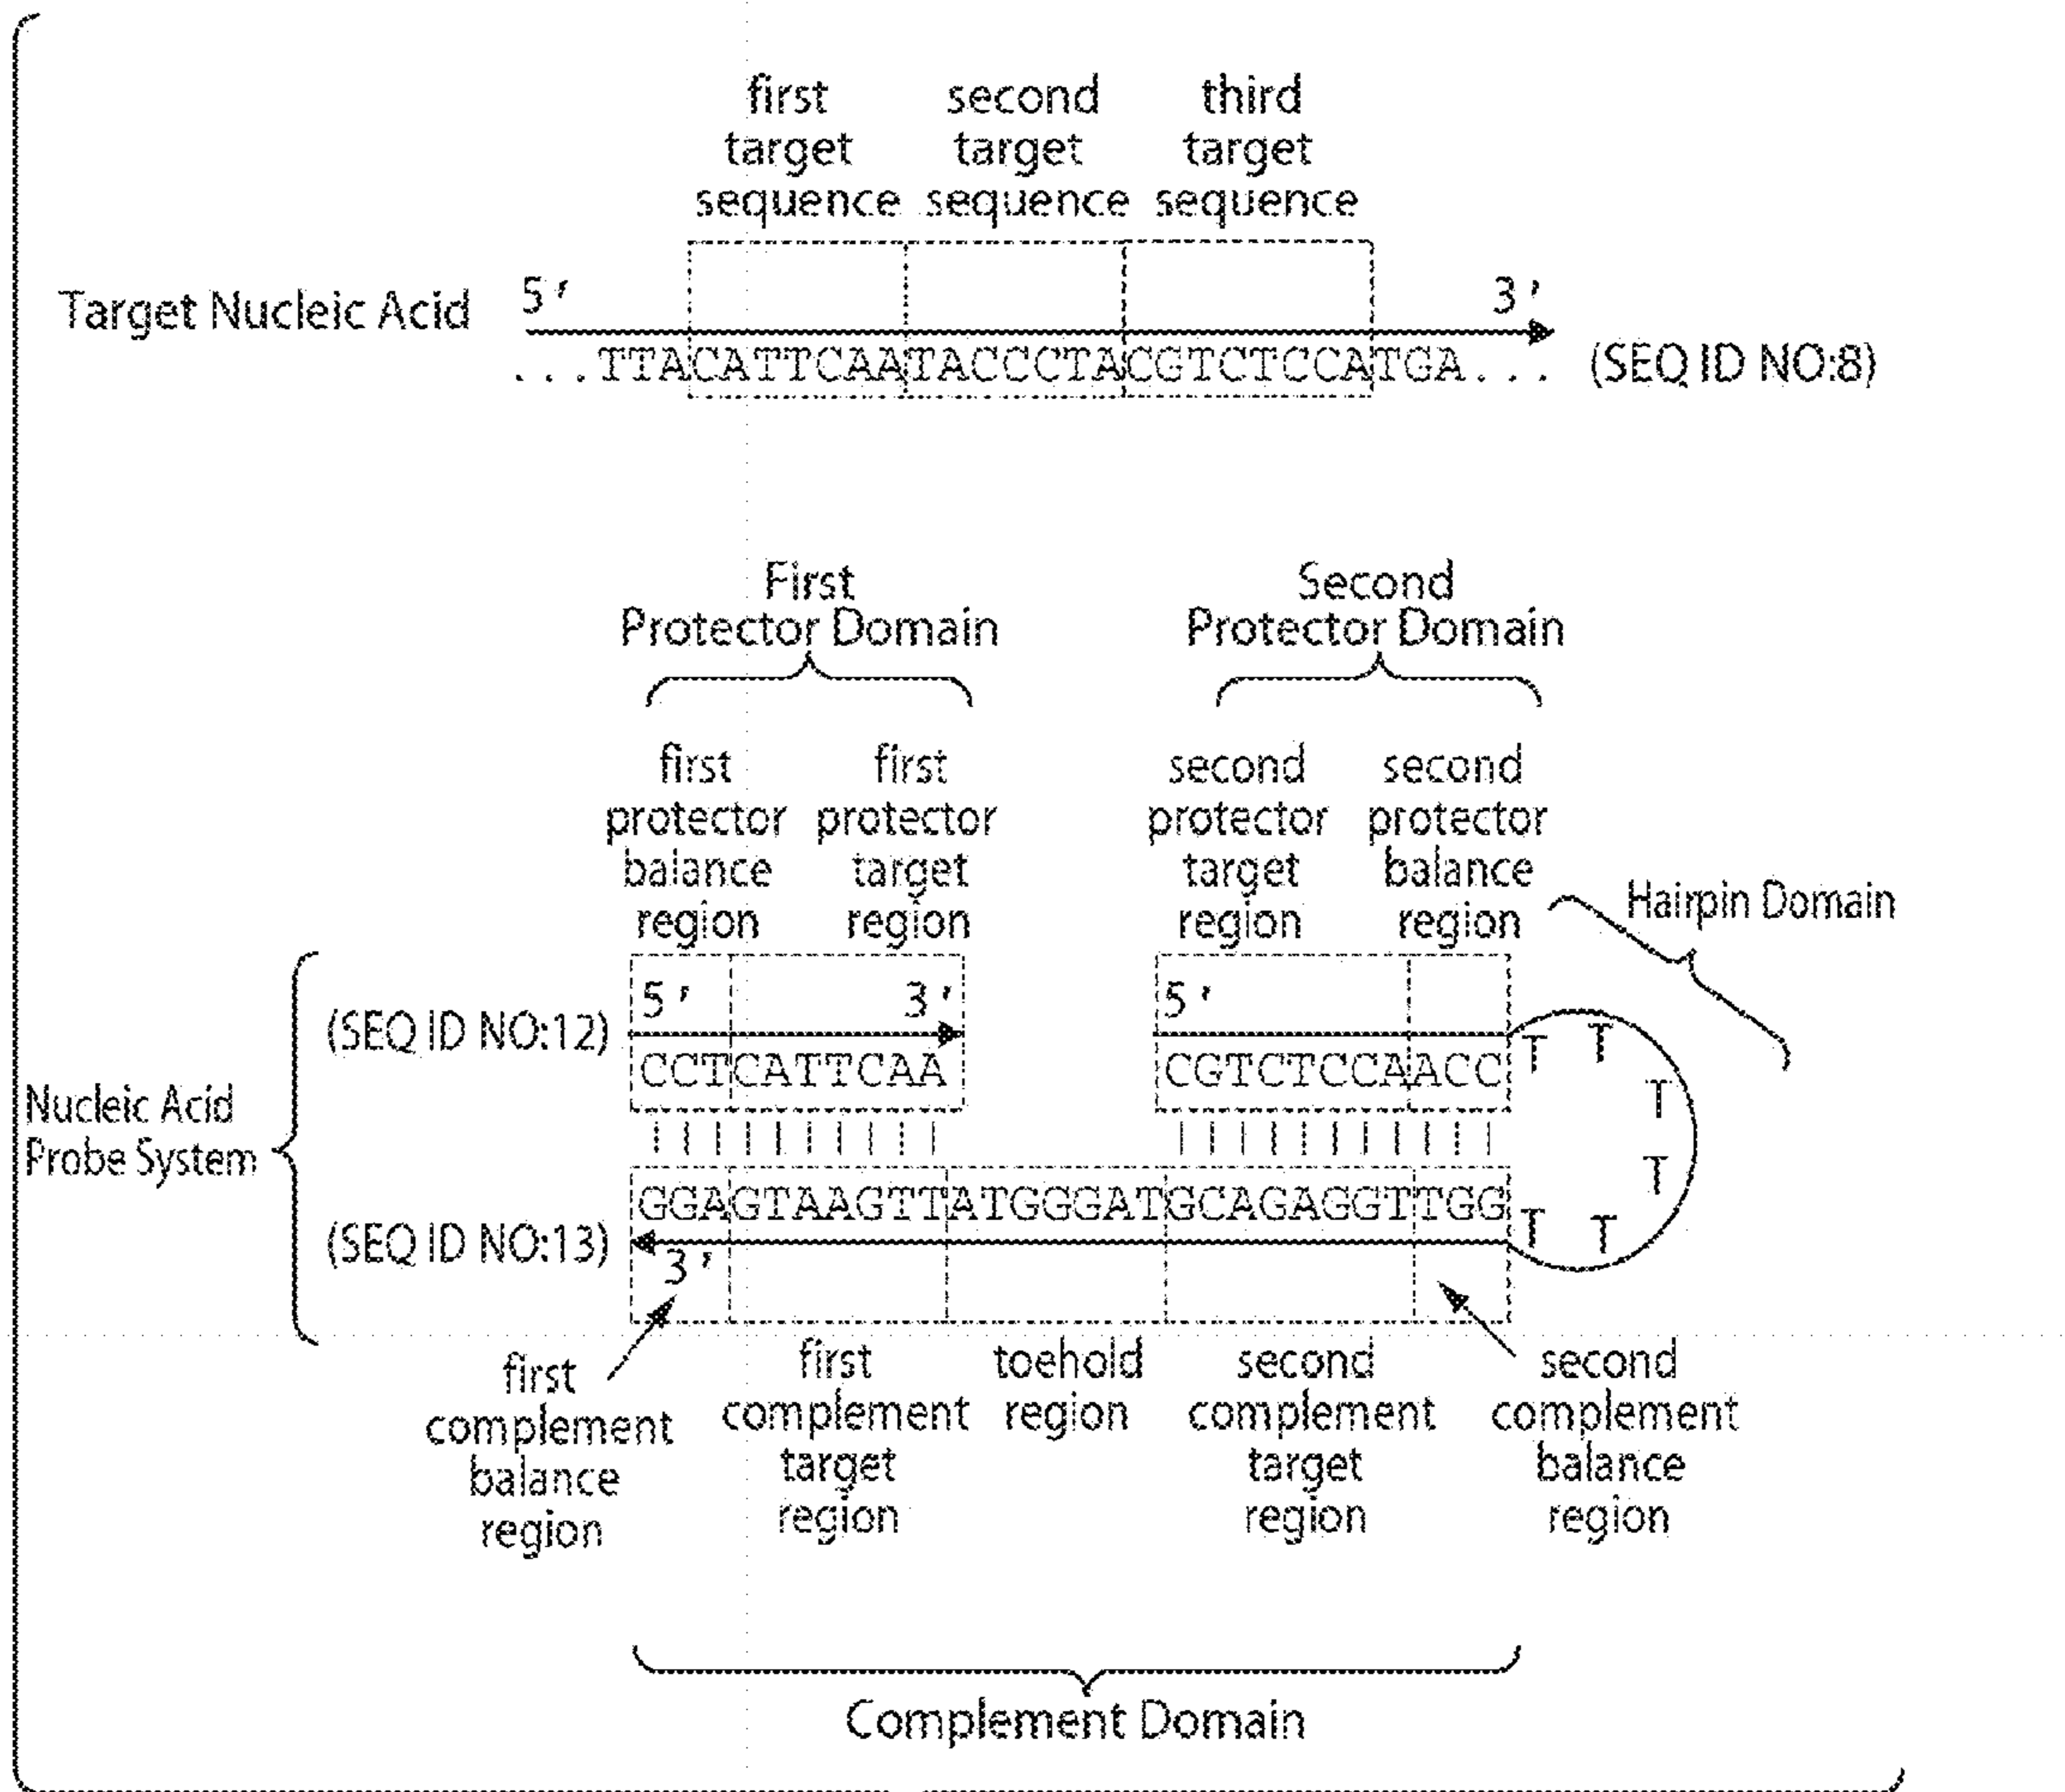 first second third
target target target
sequence sequence sequence
Target Nucleic Acid 5' 3'
...TTACATTCAATACCCTACGTCTCCATGA... (SEQ ID NO:8)
First Second
Protector Domain Protector Domain
first first second second
protector protector protector protector
balance target target balance
region region region region
Hairpin Domain
5' 3' 5'
(SEQ ID NO:12)
CCTCATTCAA CGTCTCCAACC
T T T T T T
Nucleic Acid
Probe System
GGAGTAAGTTATGGGATGCAGAGGTTGG
(SEQ ID NO:13)
3'
first first toehold second second
complement complement region complement complement
balance target target balance
region region region region
Complement Domain